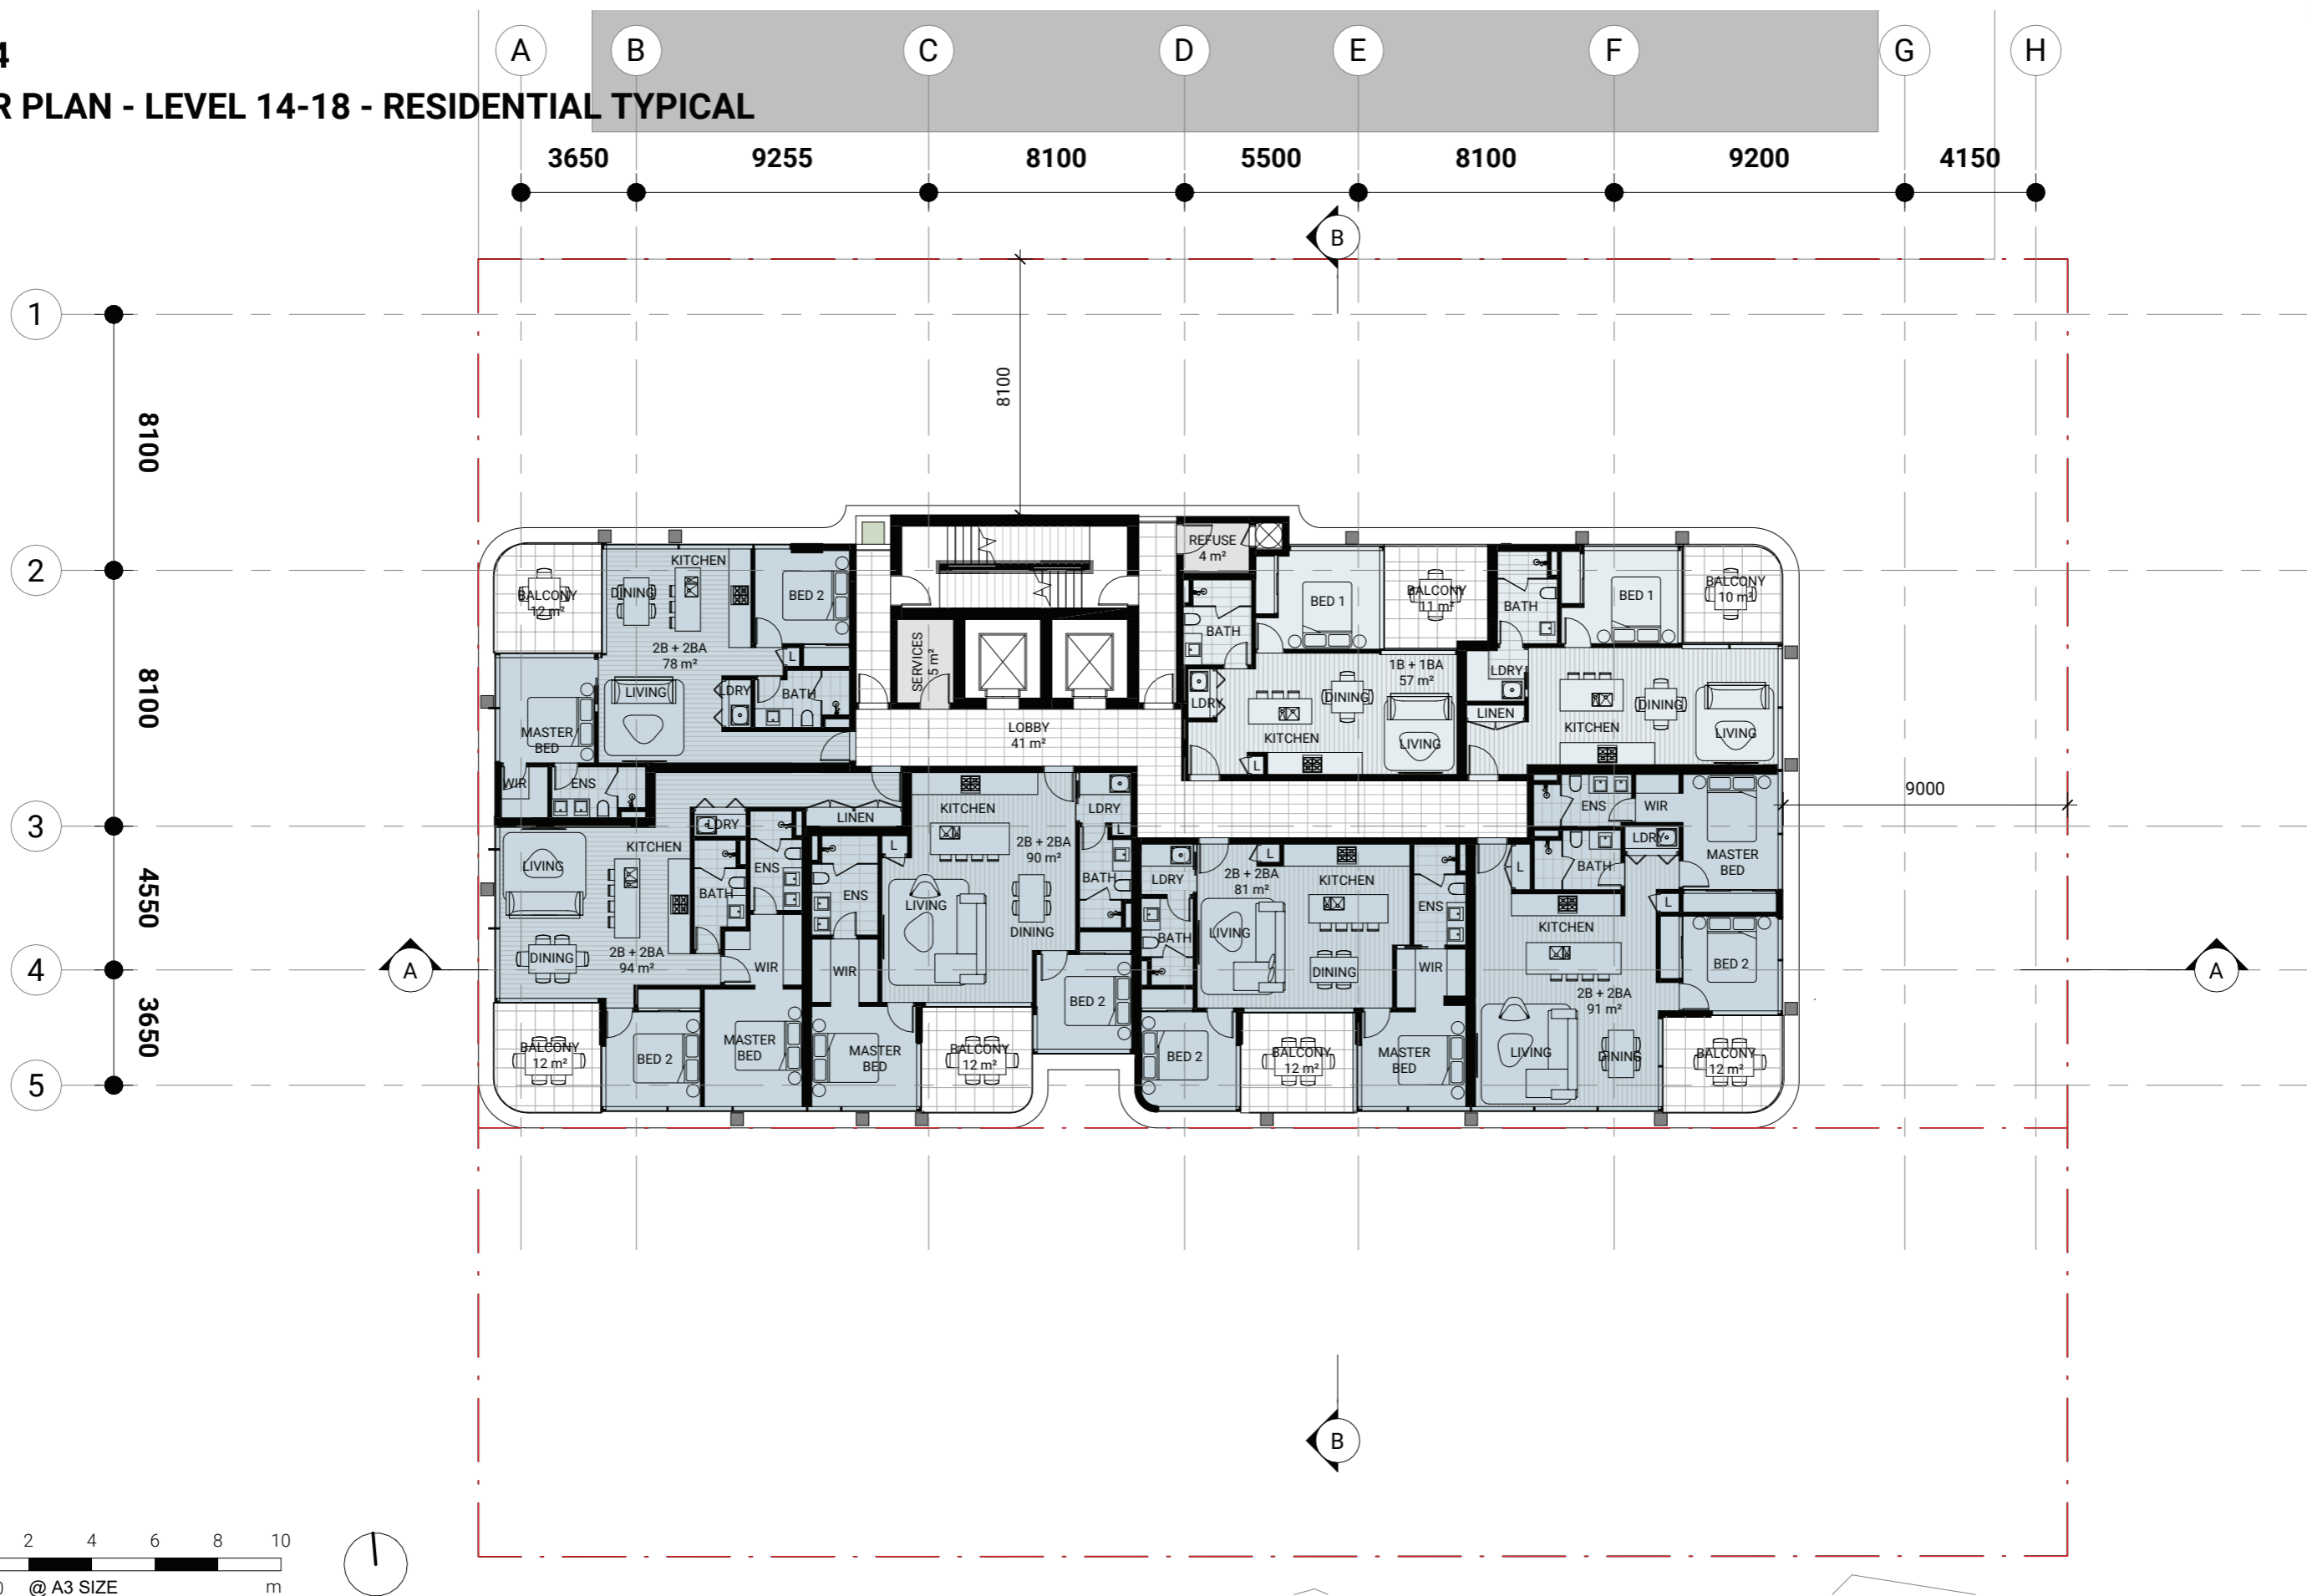 4
R PLAN - LEVEL 14-18 - RESIDENTIAL TYPICAL
A B C D E F G H
3650 9255 8100 5500 8100 9200 4150
B
1
2
3
4
5
8100
8100
4550
3650
8100
9000
A
A
BALCONY
12 m²
DINING
KITCHEN
BED 2
2B + 2BA
78 m²
L
LIVING
LDRY
BATH
MASTER
BED
WIR
ENS
SERVICES
5 m²
LOBBY
41 m²
REFUSE
4 m²
BATH
BED 1
BALCONY
11 m²
1B + 1BA
57 m²
LDRY
DINING
KITCHEN
LIVING
L
BATH
BED 1
BALCONY
10 m²
LDRY
LINEN
DINING
KITCHEN
LIVING
LIVING
KITCHEN
LDRY
LINEN
ENS
BATH
DINING
2B + 2BA
94 m²
WIR
BALCONY
12 m²
BED 2
MASTER
BED
KITCHEN
LDRY
L
2B + 2BA
90 m²
L
ENS
BATH
LIVING
DINING
WIR
BED 2
MASTER
BED
BALCONY
12 m²
L
LDRY
2B + 2BA
81 m²
KITCHEN
ENS
LIVING
BATH
DINING
WIR
BED 2
BALCONY
12 m²
MASTER
BED
ENS
WIR
LDRY
BATH
L
MASTER
BED
L
KITCHEN
BED 2
2B + 2BA
91 m²
LIVING
DINING
BALCONY
12 m²
B
2 4 6 8 10
0 @ A3 SIZE m